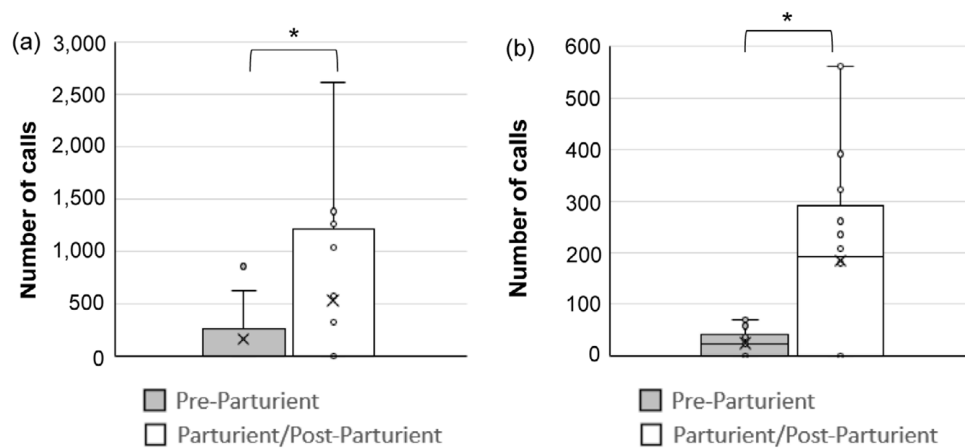 (a)
*
Number of calls
3,000
2,500
2,000
1,500
1,000
500
0
Pre-Parturient
Parturient/Post-Parturient
(b)
*
Number of calls
600
500
400
300
200
100
0
Pre-Parturient
Parturient/Post-Parturient